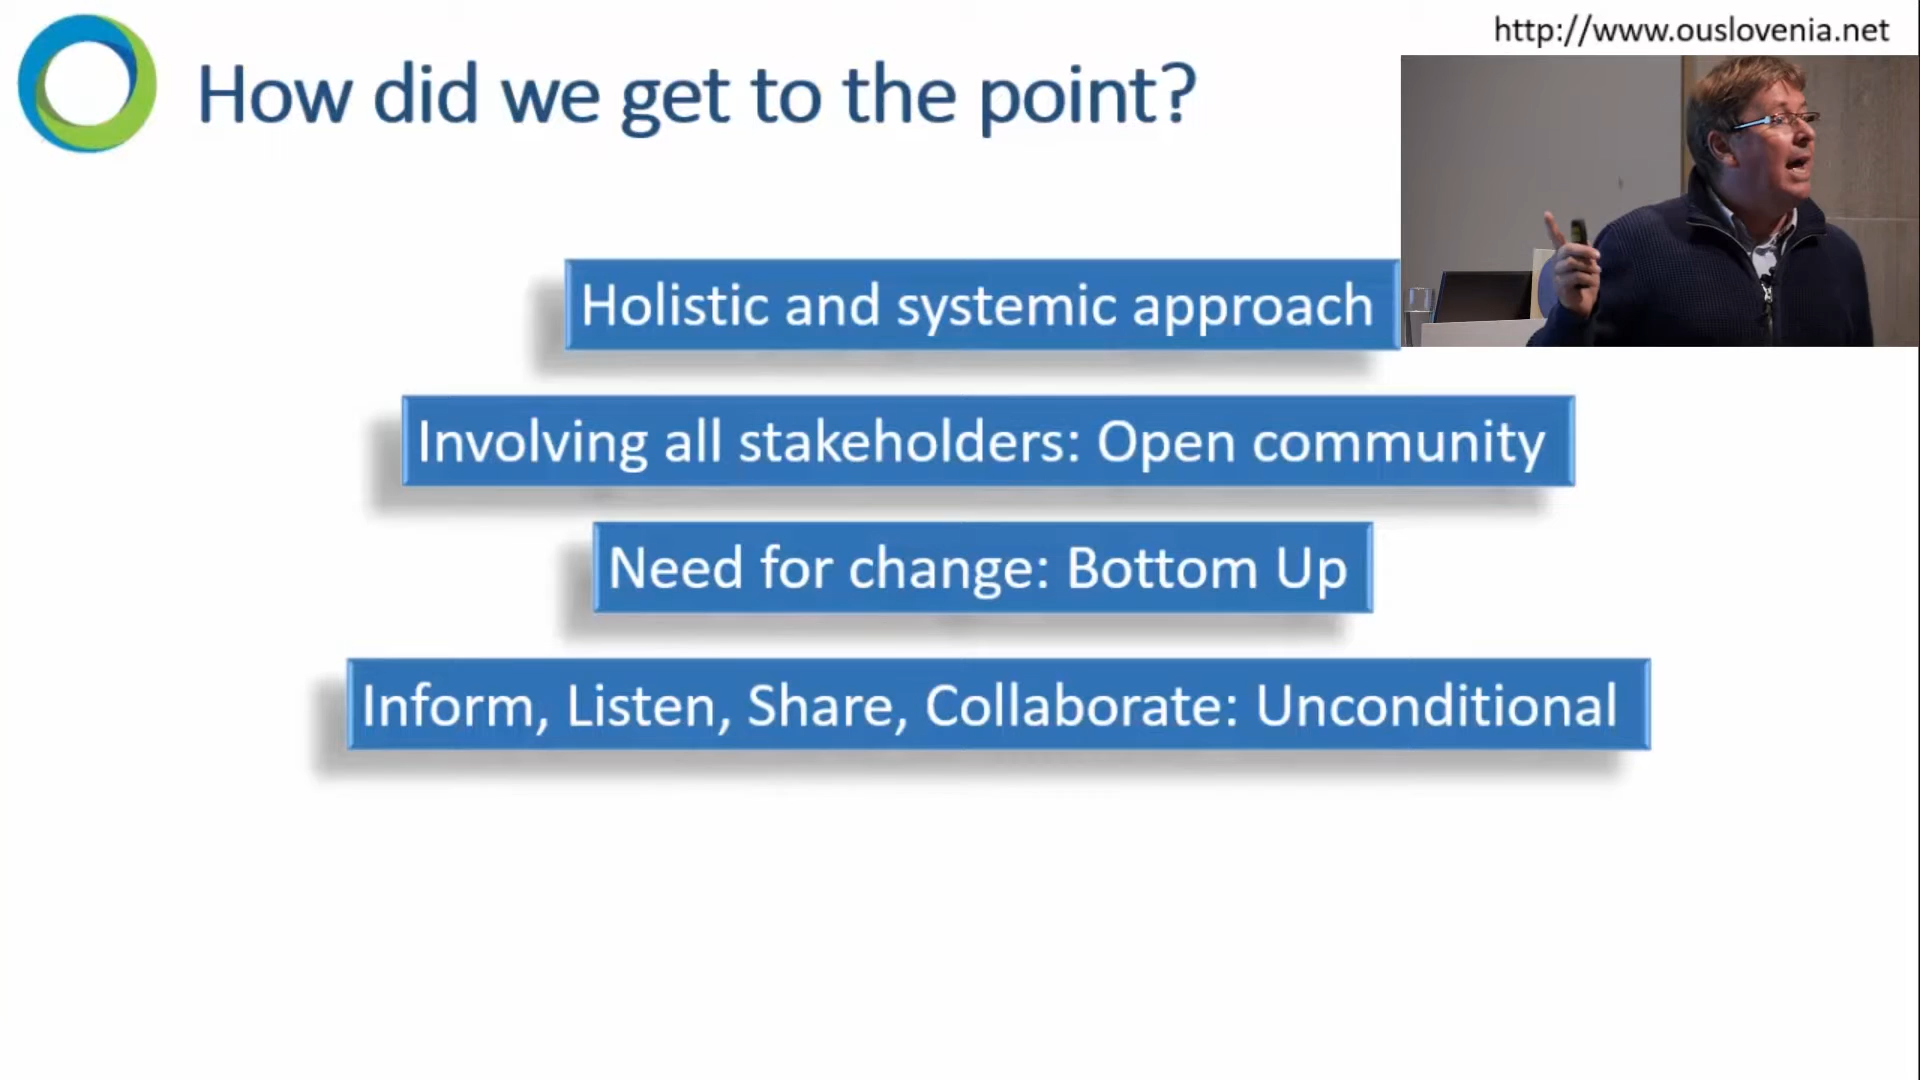 http://www.ouslovenia.net
How did we get to the point?
Holistic and systemic approach
Involving all stakeholders: Open community
Need for change: Bottom Up
Inform, Listen, Share, Collaborate: Unconditional